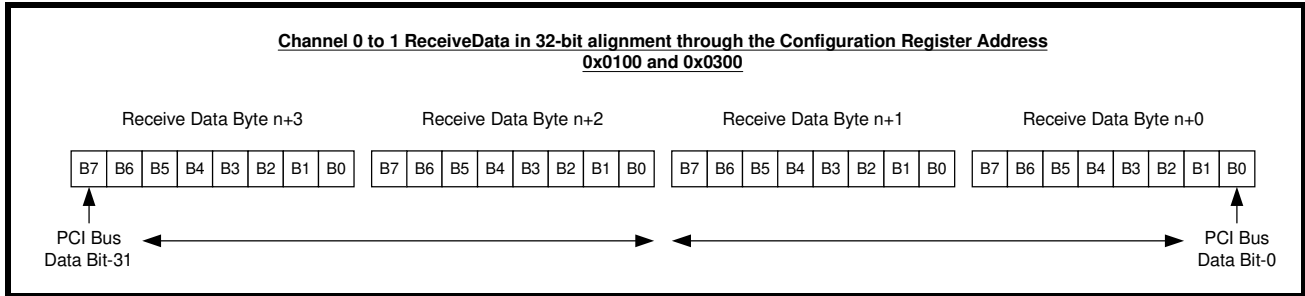 Channel 0 to 1 ReceiveData in 32-bit alignment through the Configuration Register Address
0x0100 and 0x0300
Receive Data Byte n+3 Receive Data Byte n+2 Receive Data Byte n+1 Receive Data Byte n+0
B7 B6 B5 B4 B3 B2 B1 B0 B7 B6 B5 B4 B3 B2 B1 B0 B7 B6 B5 B4 B3 B2 B1 B0 B7 B6 B5 B4 B3 B2 B1 B0
PCI Bus
Data Bit-31
PCI Bus
Data Bit-0